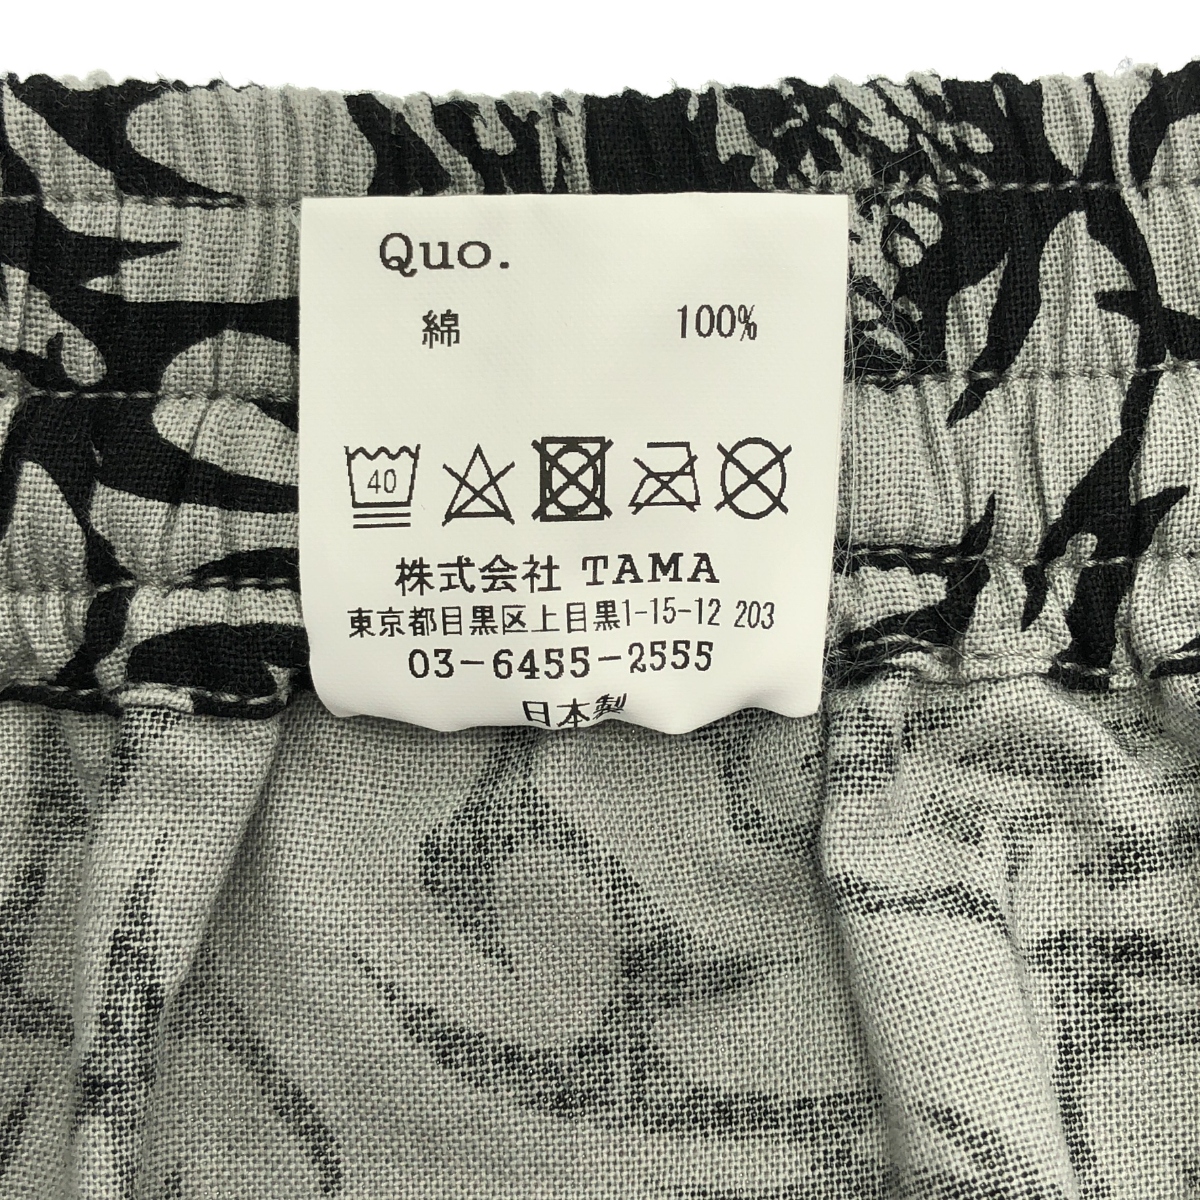 Quo.
綿 100%
40
株式会社 TAMA
東京都目黒区上目黒1-15-12 203
03-6455-2555
日本製